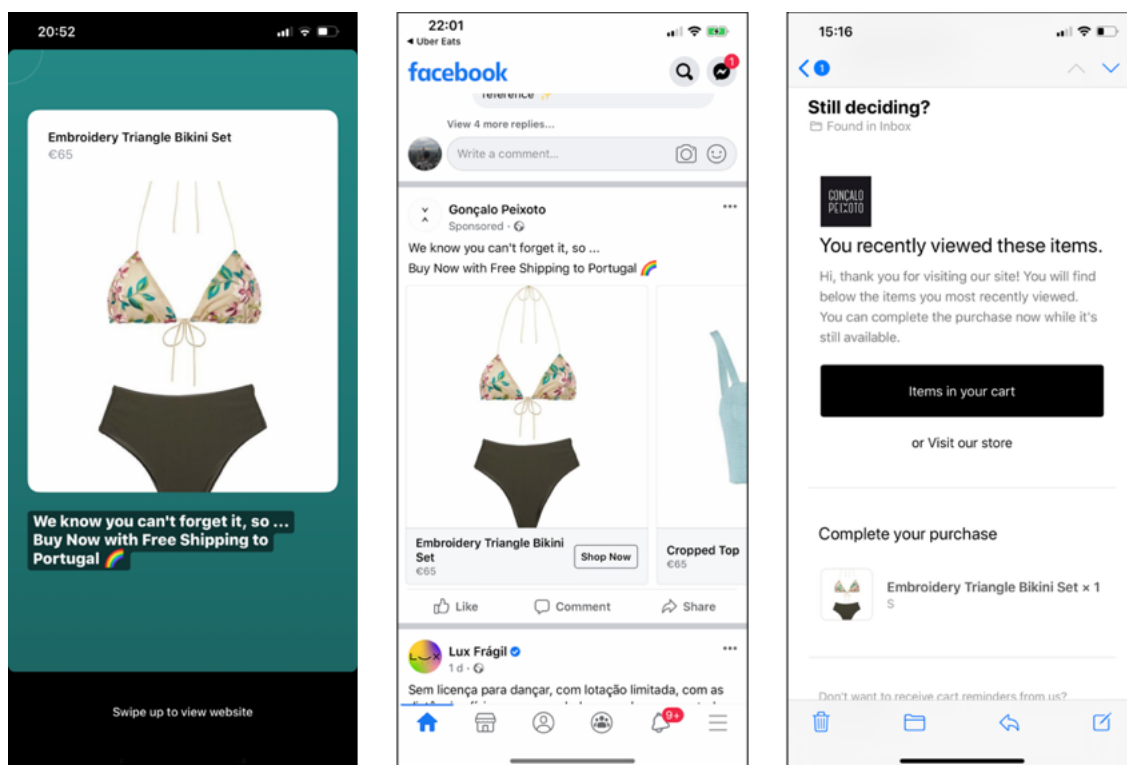 20:52
Embroidery Triangle Bikini Set
€65
We know you can't forget it, so ...
Buy Now with Free Shipping to
Portugal 🌈
Swipe up to view website
22:01
◀ Uber Eats
facebook
1
reference ✨
View 4 more replies...
Write a comment...
Gonçalo Peixoto
Sponsored ·
We know you can't forget it, so ...
Buy Now with Free Shipping to Portugal 🌈
Embroidery Triangle Bikini
Set
€65
Shop Now
Cropped Top
€65
Like
Comment
Share
LUX
Lux Frágil
1 d ·
Sem licença para dançar, com lotação limitada, com as
9+
15:16
1
Still deciding?
Found in Inbox
GONÇALO
PEIXOTO
You recently viewed these items.
Hi, thank you for visiting our site! You will find
below the items you most recently viewed.
You can complete the purchase now while it's
still available.
Items in your cart
or Visit our store
Complete your purchase
Embroidery Triangle Bikini Set × 1
S
Don't want to receive cart reminders from us?